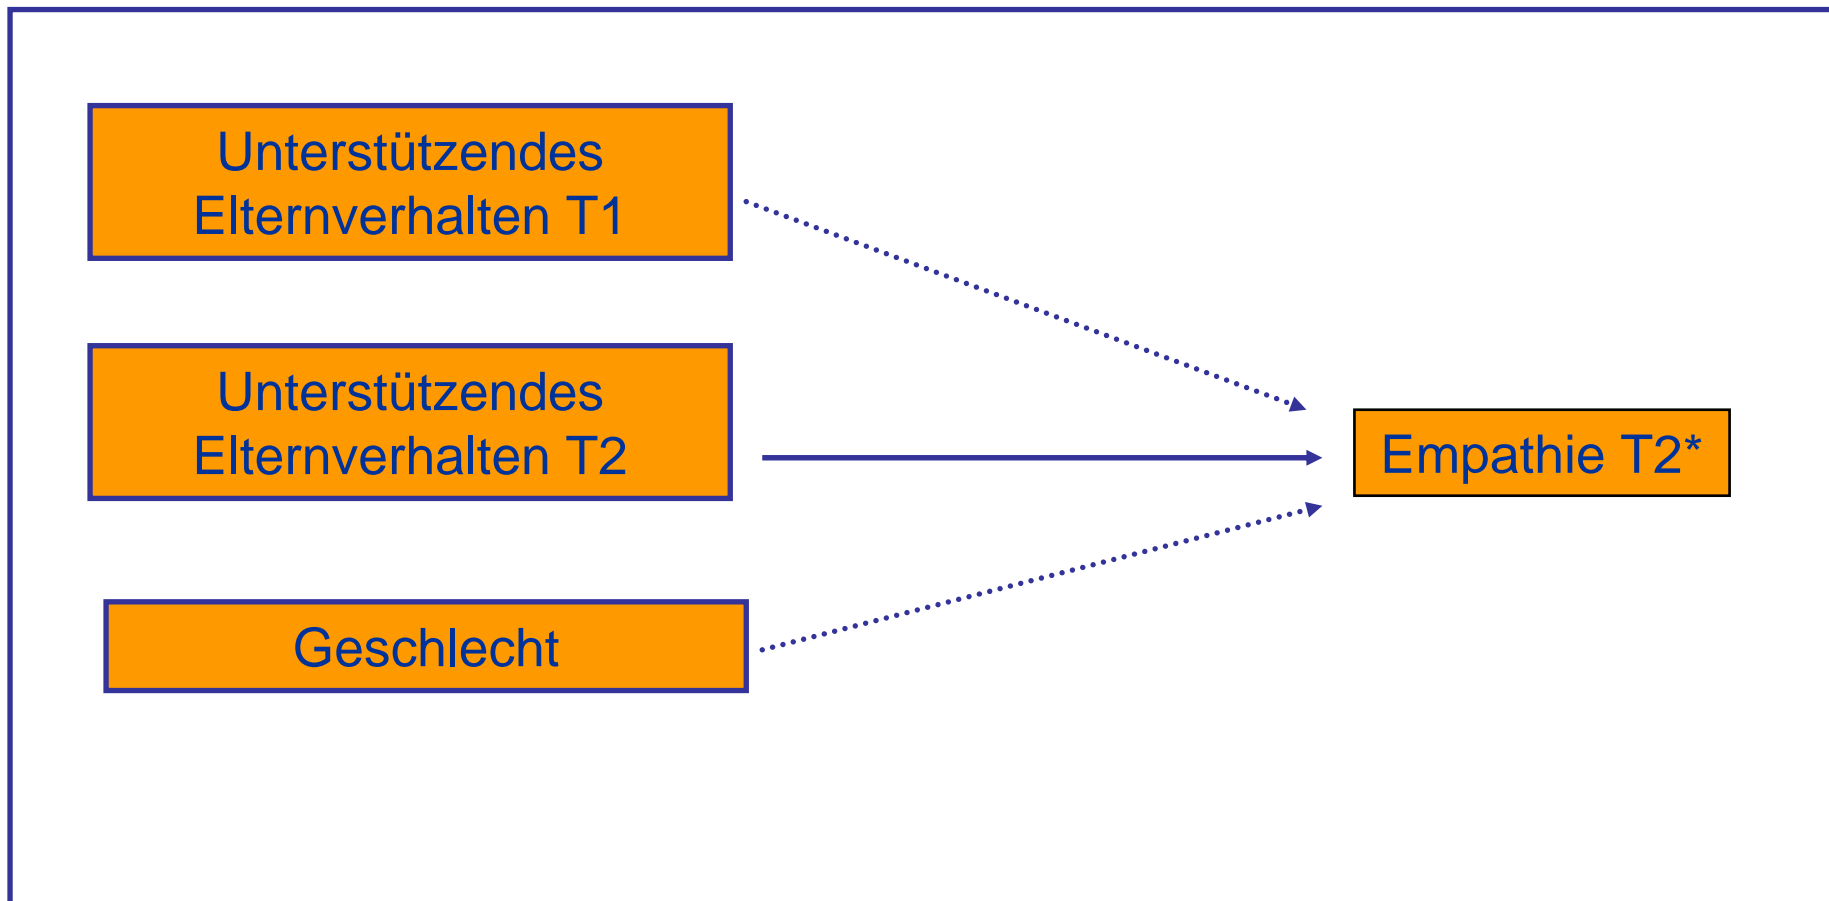 Unterstützendes
Elternverhalten T1
Unterstützendes
Elternverhalten T2
Empathie T2*
Geschlecht